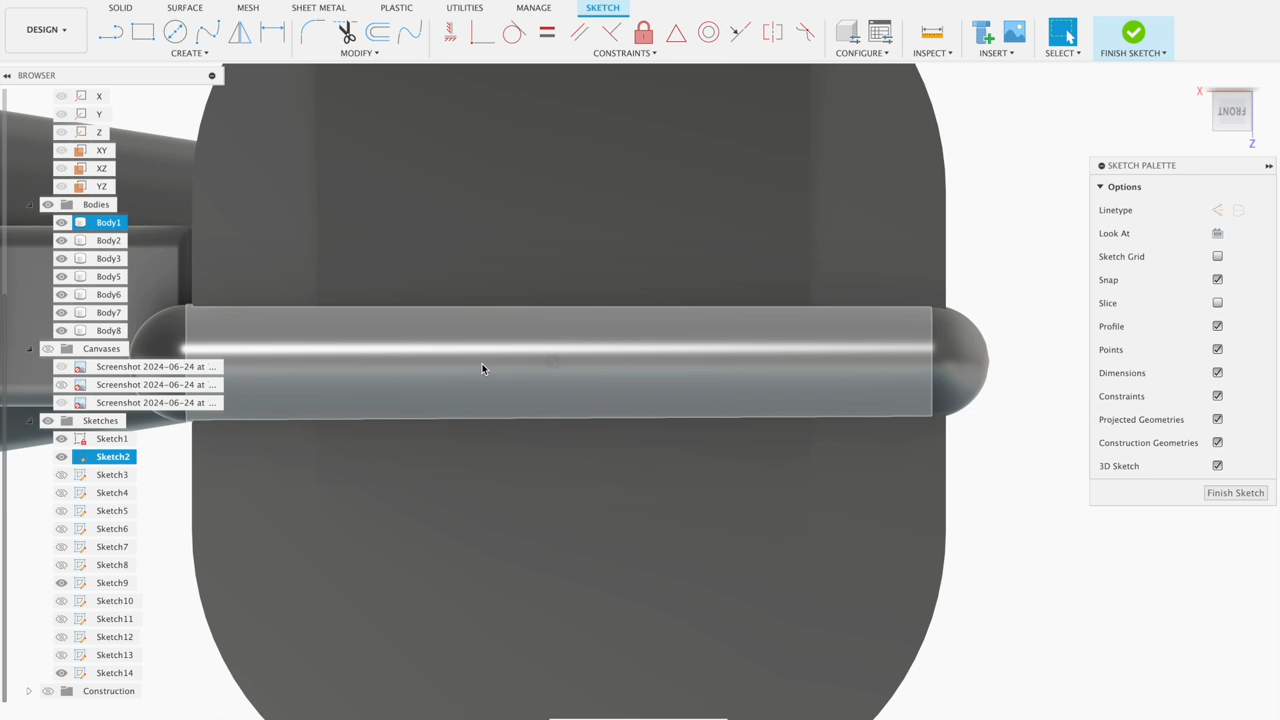 SOLID SURFACE MESH SHEET METAL PLASTIC UTILITIES MANAGE SKETCH
DESIGN
CREATE MODIFY CONSTRAINTS CONFIGURE INSPECT INSERT SELECT FINISH SKETCH
BROWSER
X
Y
Z
XY
XZ
YZ
Bodies
Body1
Body2
Body3
Body5
Body6
Body7
Body8
Canvases
Screenshot 2024-06-24 at ...
Screenshot 2024-06-24 at ...
Screenshot 2024-06-24 at ...
Sketches
Sketch1
Sketch2
Sketch3
Sketch4
Sketch5
Sketch6
Sketch7
Sketch8
Sketch9
Sketch10
Sketch11
Sketch12
Sketch13
Sketch14
Construction
X
FRONT
Z
SKETCH PALETTE
Options
Linetype
Look At
Sketch Grid
Snap
Slice
Profile
Points
Dimensions
Constraints
Projected Geometries
Construction Geometries
3D Sketch
Finish Sketch